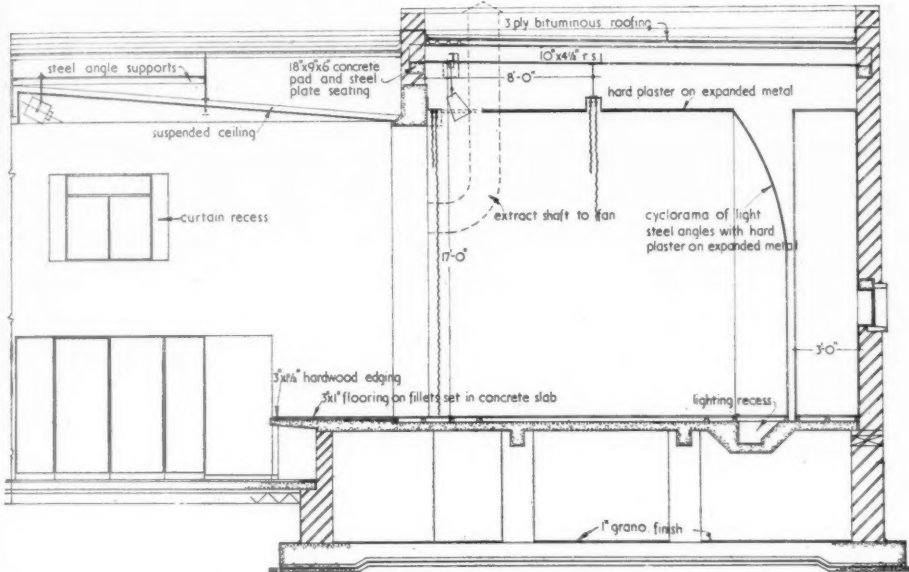 3 ply bituminous roofing
steel angle supports
18"x9"x6" concrete
pad and steel
plate seating
10"x4½" r s j
8'-0"
hard plaster on expanded metal
suspended ceiling
curtain recess
extract shaft to fan
cyclorama of light
steel angles with hard
plaster on expanded metal
17'-0"
3'-0"
hardwood edging
3"x1" flooring on fillets set in concrete slab
lighting recess
1" grano. finish